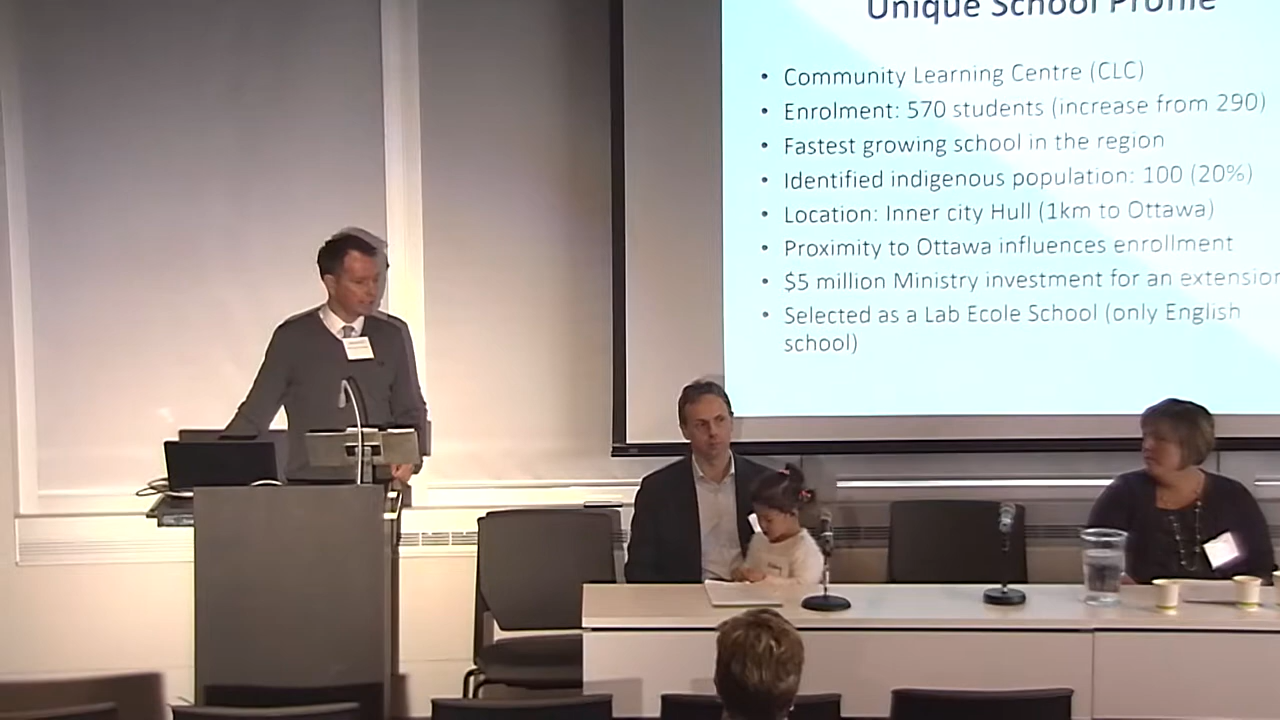 Unique School Profile
• Community Learning Centre (CLC)
• Enrolment: 570 students (increase from 290)
• Fastest growing school in the region
• Identified indigenous population: 100 (20%)
• Location: Inner city Hull (1km to Ottawa)
• Proximity to Ottawa influences enrollment
• $5 million Ministry investment for an extension
• Selected as a Lab Ecole School (only English
school)